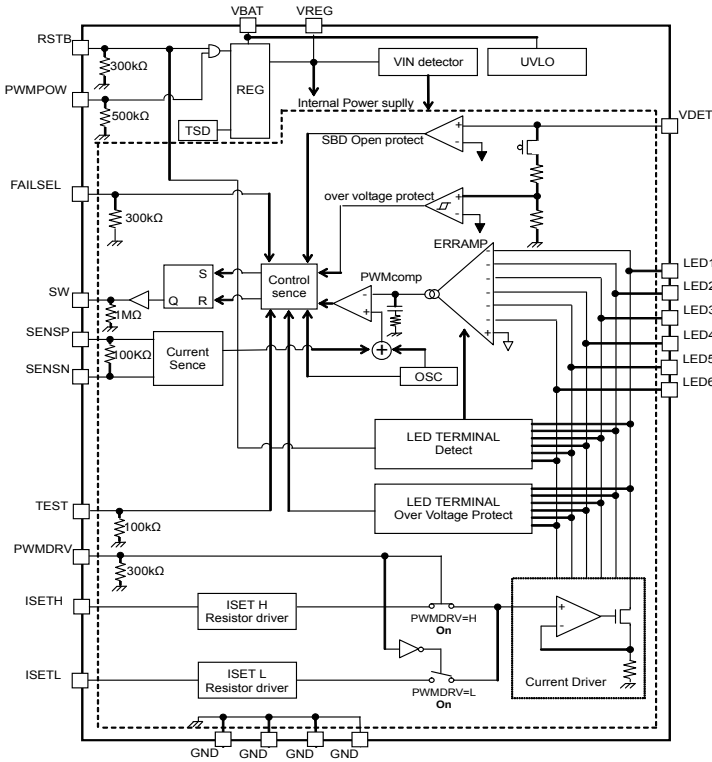 VBAT
VREG
RSTB
300kΩ
PWMPOW
500kΩ
REG
VIN detector
UVLO
TSD
Internal Power suplly
VDET
SBD Open protect
FAILSEL
300kΩ
over voltage protect
ERRAMP
PWMcomp
S
Q
R
Control
sence
SW
1MΩ
SENSP
100KΩ
SENSN
Current
Sence
OSC
LED1
LED2
LED3
LED4
LED5
LED6
LED TERMINAL
Detect
LED TERMINAL
Over Voltage Protect
TEST
100kΩ
PWMDRV
300kΩ
ISETH
ISET H
Resistor driver
PWMDRV=H
On
ISETL
ISET L
Resistor driver
PWMDRV=L
On
Current Driver
GND
GND
GND
GND